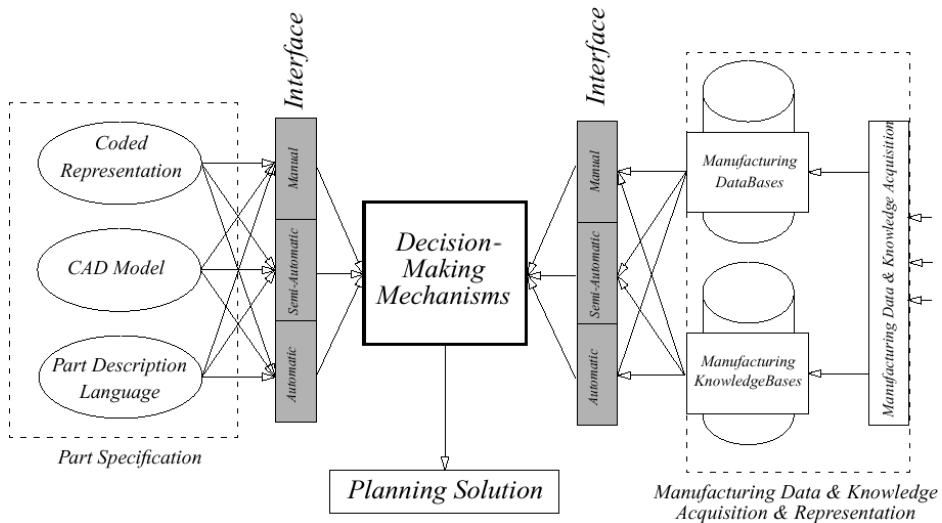 Interface
Interface
Coded
Representation
CAD Model
Part Description
Language
Part Specification
Manual
Semi-Automatic
Automatic
Decision-
Making
Mechanisms
Planning Solution
Manual
Semi-Automatic
Automatic
Manufacturing
DataBases
Manufacturing
KnowledgeBases
Manufacturing Data & Knowledge Acquisition
Manufacturing Data & Knowledge
Acquisition & Representation